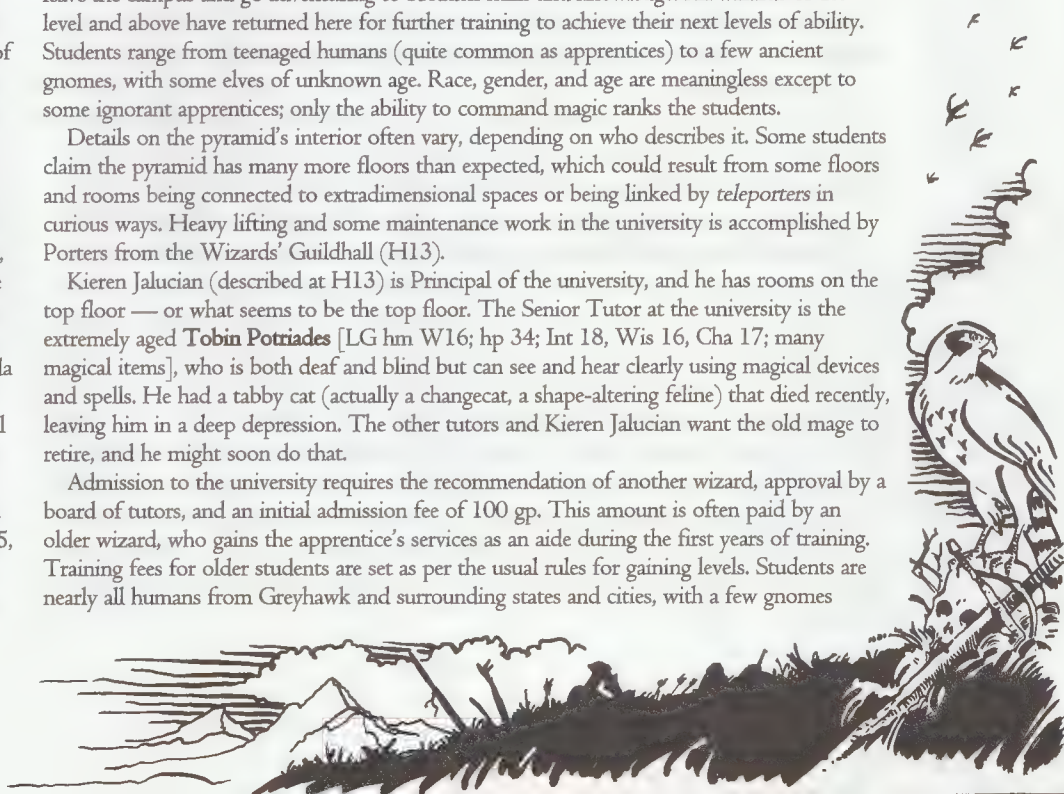 level and above have returned here for further training to achieve their next levels of ability.
of
Students range from teenaged humans (quite common as apprentices) to a few ancient
gnomes, with some elves of unknown age. Race, gender, and age are meaningless except to
some ignorant apprentices; only the ability to command magic ranks the students.
Details on the pyramid's interior often vary, depending on who describes it. Some students
claim the pyramid has many more floors than expected, which could result from some floors
and rooms being connected to extradimensional spaces or being linked by teleporters in
curious ways. Heavy lifting and some maintenance work in the university is accomplished by
Porters from the Wizards' Guildhall (H13).
Kieren Jalucian (described at H13) is Principal of the university, and he has rooms on the
top floor — or what seems to be the top floor. The Senior Tutor at the university is the
extremely aged Tobin Potriades [LG hm W16; hp 34; Int 18, Wis 16, Cha 17; many
magical items], who is both deaf and blind but can see and hear clearly using magical devices
and spells. He had a tabby cat (actually a changecat, a shape-altering feline) that died recently,
leaving him in a deep depression. The other tutors and Kieren Jalucian want the old mage to
retire, and he might soon do that.
Admission to the university requires the recommendation of another wizard, approval by a
board of tutors, and an initial admission fee of 100 gp. This amount is often paid by an
older wizard, who gains the apprentice's services as an aide during the first years of training.
Training fees for older students are set as per the usual rules for gaining levels. Students are
nearly all humans from Greyhawk and surrounding states and cities, with a few gnomes